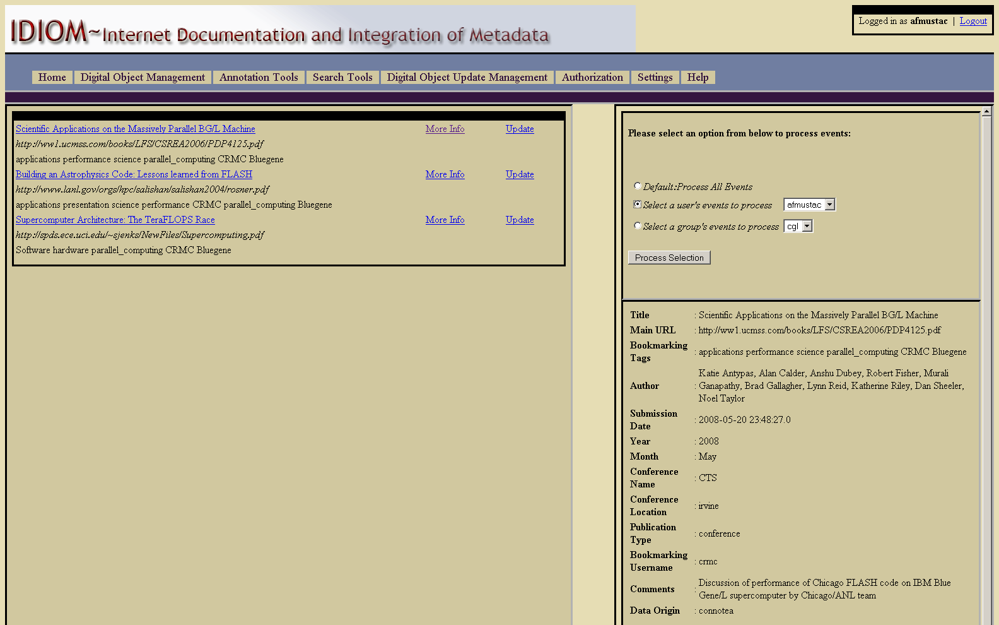 IDIOM~Internet Documentation and Integration of Metadata
Logged in as afmustac | Logout
Home Digital Object Management Annotation Tools Search Tools Digital Object Update Management Authorization Settings Help
Scientific Applications on the Massively Parallel BG/L Machine More Info Update
http://ww1.ucmss.com/books/LFS/CSREA2006/PDP4125.pdf
applications performance science parallel_computing CRMC Bluegene
Building an Astrophysics Code: Lessons learned from FLASH More Info Update
http://www.lanl.gov/orgs/hpc/salishan/salishan2004/rosner.pdf
applications presentation science performance CRMC parallel_computing Bluegene
Supercomputer Architecture: The TeraFLOPS Race More Info Update
http://spds.ece.uci.edu/~sjenks/NewFiles/Supercomputing.pdf
Software hardware parallel_computing CRMC Bluegene
Please select an option from below to process events:
Default:Process All Events
Select a user's events to process afmustac
Select a group's events to process cgl
Process Selection
Title : Scientific Applications on the Massively Parallel BG/L Machine
Main URL : http://ww1.ucmss.com/books/LFS/CSREA2006/PDP4125.pdf
Bookmarking
Tags : applications performance science parallel_computing CRMC Bluegene
Katie Antypas, Alan Calder, Anshu Dubey, Robert Fisher, Murali
Author : Ganapathy, Brad Gallagher, Lynn Reid, Katherine Riley, Dan Sheeler,
Noel Taylor
Submission
Date : 2008-05-20 23:48:27.0
Year : 2008
Month : May
Conference
Name : CTS
Conference
Location : irvine
Publication
Type : conference
Bookmarking
Username : crmc
Comments : Discussion of performance of Chicago FLASH code on IBM Blue
Gene/L supercomputer by Chicago/ANL team
Data Origin : connotea